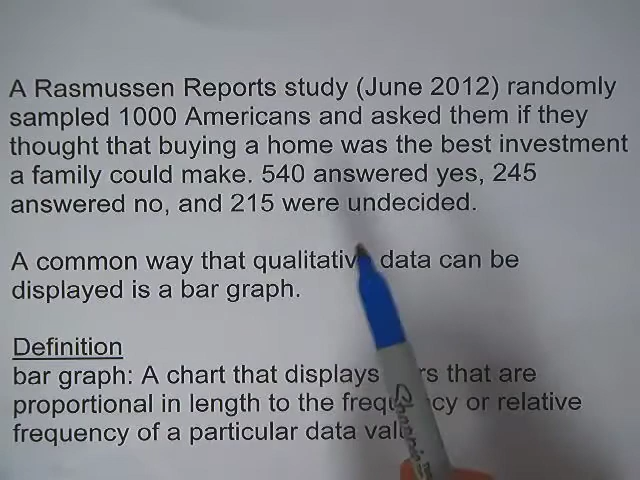 A Rasmussen Reports study (June 2012) randomly
sampled 1000 Americans and asked them if they
thought that buying a home was the best investment
a family could make. 540 answered yes, 245
answered no, and 215 were undecided.
A common way that qualitative data can be
displayed is a bar graph.
Definition
bar graph: A chart that displays that are
proportional in length to the frequency or relative
frequency of a particular data
Sharpie